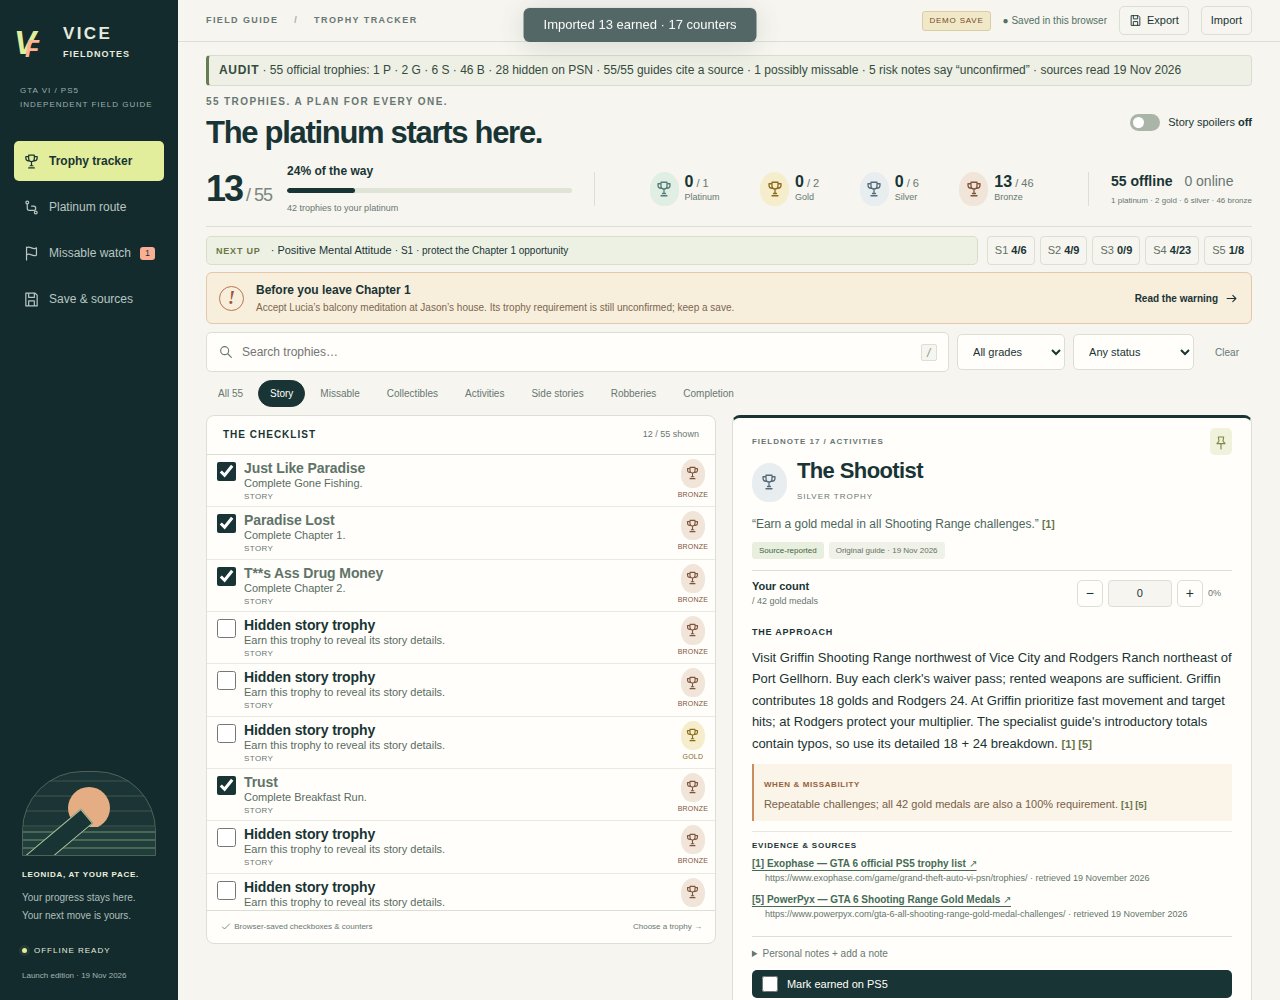 VF VICE
FIELDNOTES
GTA VI / PS5
INDEPENDENT FIELD GUIDE
Trophy tracker
Platinum route
Missable watch 1
Save & sources
LEONIDA, AT YOUR PACE.
Your progress stays here.
Your next move is yours.
OFFLINE READY
Launch edition · 19 Nov 2026
FIELD GUIDE / TROPHY TRACKER
Imported 13 earned · 17 counters
DEMO SAVE ● Saved in this browser Export Import
AUDIT · 55 official trophies: 1 P · 2 G · 6 S · 46 B · 28 hidden on PSN · 55/55 guides cite a source · 1 possibly missable · 5 risk notes say “unconfirmed” · sources read 19 Nov 2026
55 TROPHIES. A PLAN FOR EVERY ONE.
The platinum starts here.
Story spoilers off
13 / 55
24% of the way
42 trophies to your platinum
0 / 1
Platinum
0 / 2
Gold
0 / 6
Silver
13 / 46
Bronze
55 offline 0 online
1 platinum · 2 gold · 6 silver · 46 bronze
NEXT UP · Positive Mental Attitude · S1 · protect the Chapter 1 opportunity
S1 4/6 S2 4/9 S3 0/9 S4 4/23 S5 1/8
! Before you leave Chapter 1
Accept Lucia’s balcony meditation at Jason’s house. Its trophy requirement is still unconfirmed; keep a save.
Read the warning →
Search trophies… /
All grades
Any status
Clear
All 55 Story Missable Collectibles Activities Side stories Robberies Completion
THE CHECKLIST 12 / 55 shown
Just Like Paradise
Complete Gone Fishing.
STORY
BRONZE
Paradise Lost
Complete Chapter 1.
STORY
BRONZE
T**s Ass Drug Money
Complete Chapter 2.
STORY
BRONZE
Hidden story trophy
Earn this trophy to reveal its story details.
STORY
BRONZE
Hidden story trophy
Earn this trophy to reveal its story details.
STORY
BRONZE
Hidden story trophy
Earn this trophy to reveal its story details.
STORY
GOLD
Trust
Complete Breakfast Run.
STORY
BRONZE
Hidden story trophy
Earn this trophy to reveal its story details.
STORY
BRONZE
Hidden story trophy
Earn this trophy to reveal its story details.
Browser-saved checkboxes & counters Choose a trophy →
FIELDNOTE 17 / ACTIVITIES
The Shootist
SILVER TROPHY
“Earn a gold medal in all Shooting Range challenges.” [1]
Source-reported Original guide · 19 Nov 2026
Your count
/ 42 gold medals
− 0 + 0%
THE APPROACH
Visit Griffin Shooting Range northwest of Vice City and Rodgers Ranch northeast of
Port Gellhorn. Buy each clerk's waiver pass; rented weapons are sufficient. Griffin
contributes 18 golds and Rodgers 24. At Griffin prioritize fast movement and target
hits; at Rodgers protect your multiplier. The specialist guide's introductory totals
contain typos, so use its detailed 18 + 24 breakdown. [1] [5]
WHEN & MISSABILITY
Repeatable challenges; all 42 gold medals are also a 100% requirement. [1] [5]
EVIDENCE & SOURCES
[1] Exophase — GTA 6 official PS5 trophy list ↗
https://www.exophase.com/game/grand-theft-auto-vi-psn/trophies/ · retrieved 19 November 2026
[5] PowerPyx — GTA 6 Shooting Range Gold Medals ↗
https://www.powerpyx.com/gta-6-all-shooting-range-gold-medal-challenges/ · retrieved 19 November 2026
Personal notes + add a note
Mark earned on PS5